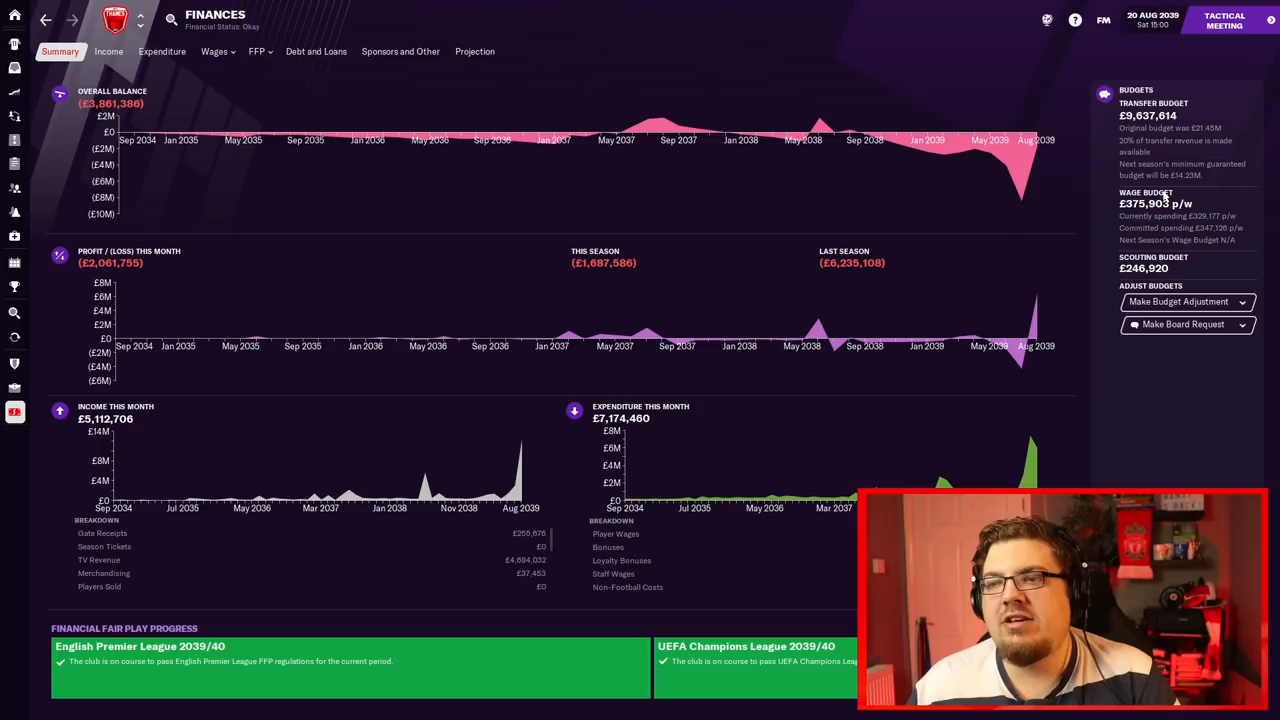 THAMES
FINANCES
Financial Status: Okay
FM
20 AUG 2039
Sat 15:00
TACTICAL
MEETING
Summary
Income
Expenditure
Wages
FFP
Debt and Loans
Sponsors and Other
Projection
OVERALL BALANCE
(£3,861,386)
£2M
£0
(£2M)
(£4M)
(£6M)
(£8M)
(£10M)
Sep 2034 Jan 2035 May 2035 Sep 2035 Jan 2036 May 2036 Sep 2036 Jan 2037 May 2037 Sep 2037 Jan 2038 May 2038 Sep 2038 Jan 2039 May 2039 Aug 2039
PROFIT / (LOSS) THIS MONTH
(£2,061,755)
THIS SEASON
(£1,687,586)
LAST SEASON
(£6,235,108)
£8M
£6M
£4M
£2M
£0
(£2M)
(£4M)
(£6M)
Sep 2034 Jan 2035 May 2035 Sep 2035 Jan 2036 May 2036 Sep 2036 Jan 2037 May 2037 Sep 2037 Jan 2038 May 2038 Sep 2038 Jan 2039 May 2039 Aug 2039
INCOME THIS MONTH
£5,112,706
£14M
£8M
£4M
£0
Sep 2034 Jul 2035 May 2036 Mar 2037 Jan 2038 Nov 2038 Aug 2039
BREAKDOWN
Gate Receipts £255,676
Season Tickets £0
TV Revenue £4,694,032
Merchandising £37,453
Players Sold £0
EXPENDITURE THIS MONTH
£7,174,460
£8M
£6M
£4M
£2M
£0
Sep 2034 Jul 2035 May 2036 Mar 2037
BREAKDOWN
Player Wages
Bonuses
Loyalty Bonuses
Staff Wages
Non-Football Costs
FINANCIAL FAIR PLAY PROGRESS
English Premier League 2039/40
The club is on course to pass English Premier League FFP regulations for the current period.
UEFA Champions League 2039/40
The club is on course to pass UEFA Champions
BUDGETS
TRANSFER BUDGET
£9,637,614
Original budget was £21.45M
20% of transfer revenue is made
available
Next season's minimum guaranteed
budget will be £14.23M.
WAGE BUDGET
£375,903 p/w
Currently spending £329,177 p/w
Committed spending £347,126 p/w
Next Season's Wage Budget N/A
SCOUTING BUDGET
£246,920
ADJUST BUDGETS
Make Budget Adjustment
Make Board Request